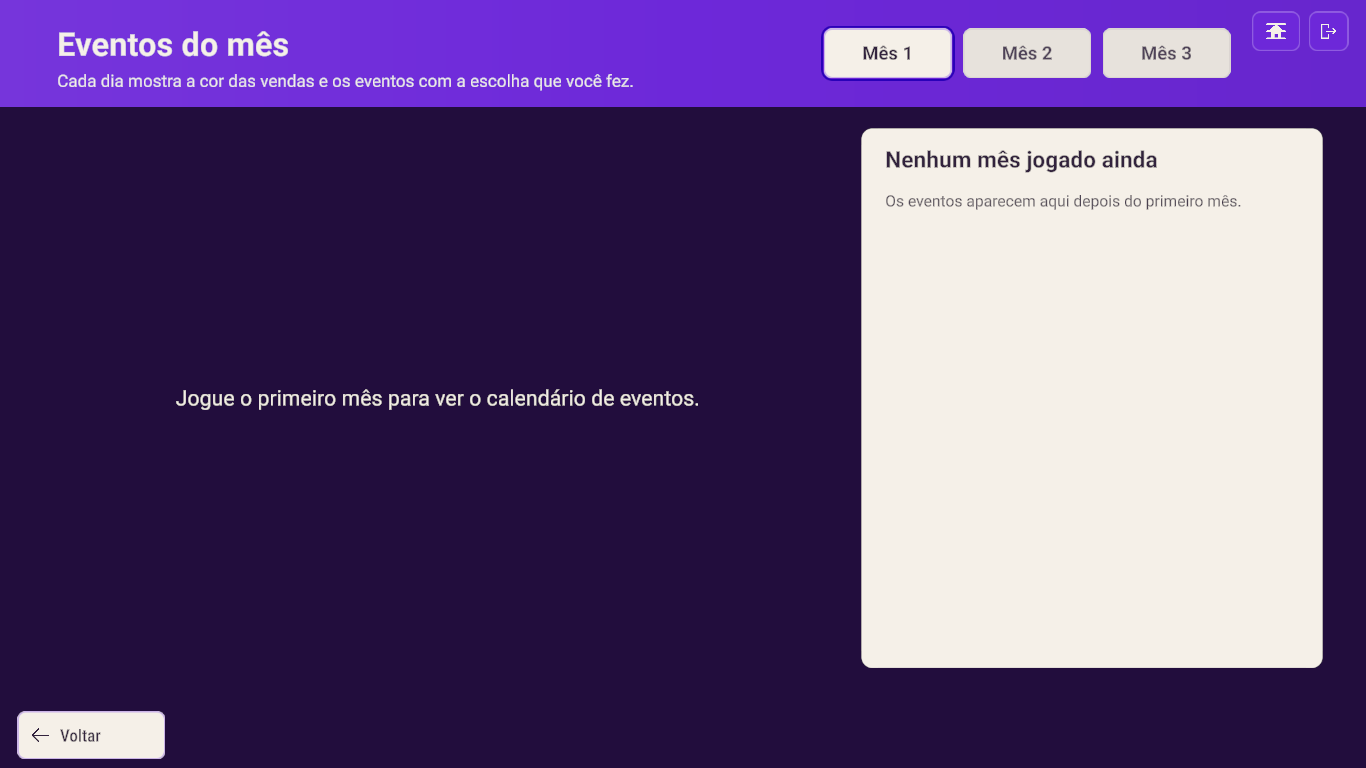 Eventos do mês
Cada dia mostra a cor das vendas e os eventos com a escolha que você fez.
Mês 1
Mês 2
Mês 3
Nenhum mês jogado ainda
Os eventos aparecem aqui depois do primeiro mês.
Jogue o primeiro mês para ver o calendário de eventos.
Voltar